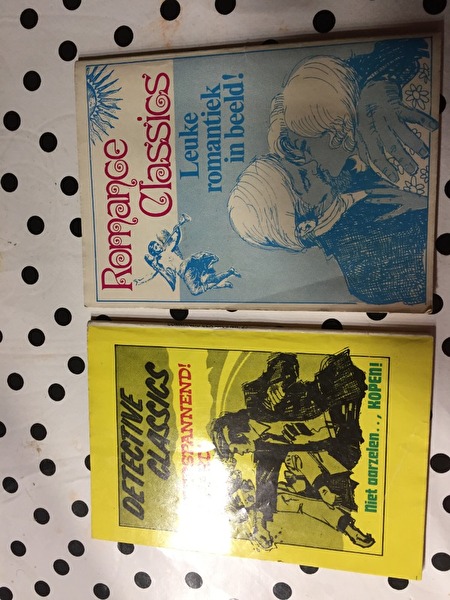 Romance
Classics
Leuke
romantiek
in beeld!
DETECTIVE
CLASSICS
SPANNEND!
Niet aarzelen..., KOPEN!